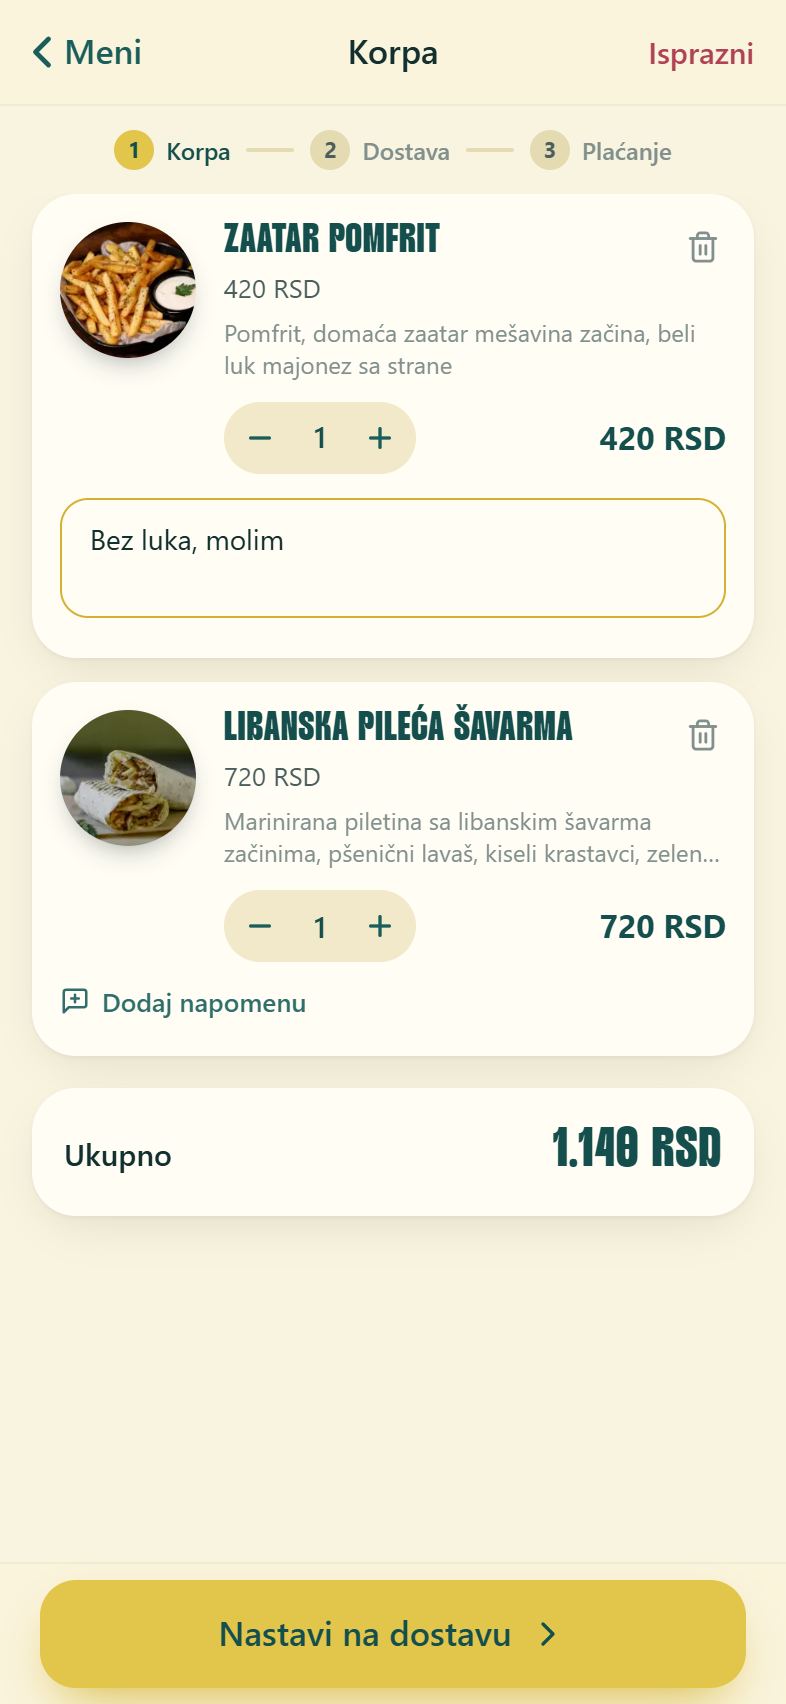 Meni
Korpa
Isprazni
1 Korpa
2 Dostava
3 Plaćanje
ZAATAR POMFRIT
420 RSD
Pomfrit, domaća zaatar mešavina začina, beli
luk majonez sa strane
1
420 RSD
Bez luka, molim
LIBANSKA PILEĆA ŠAVARMA
720 RSD
Marinirana piletina sa libanskim šavarma
začinima, pšenični lavaš, kiseli krastavci, zelen...
1
720 RSD
Dodaj napomenu
Ukupno
1.140 RSD
Nastavi na dostavu